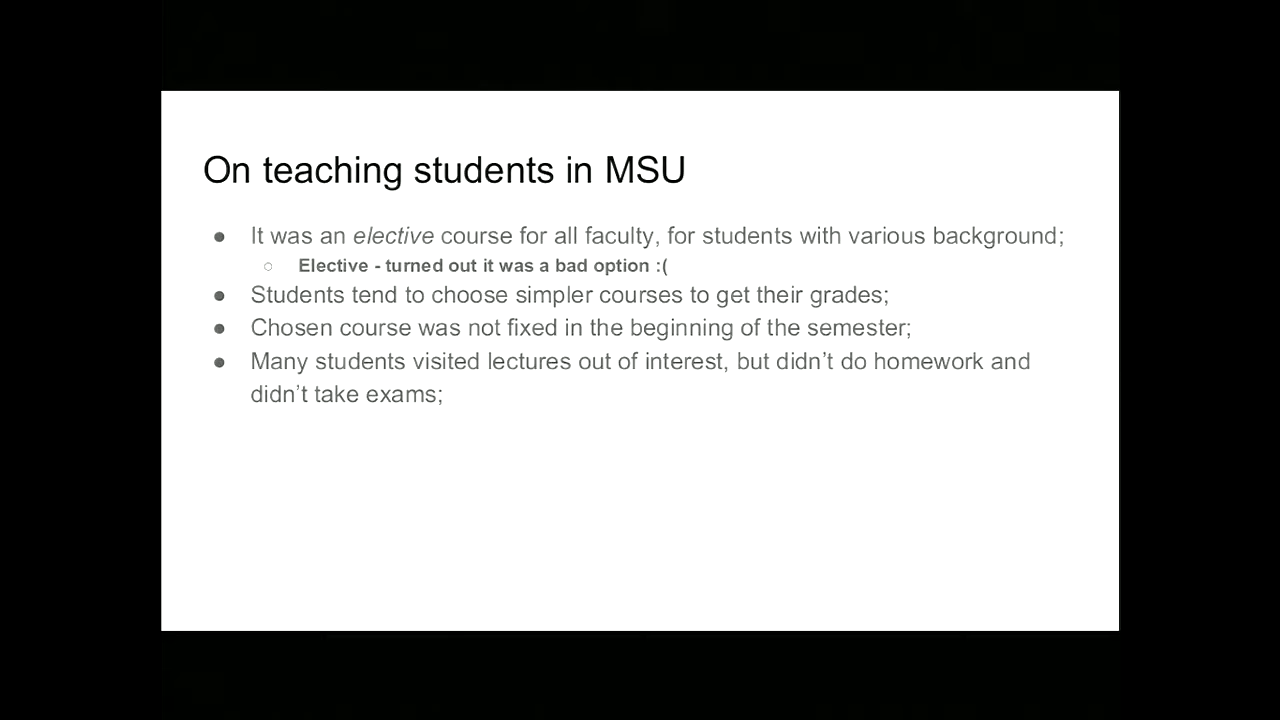 On teaching students in MSU
● It was an elective course for all faculty, for students with various background;
○ Elective - turned out it was a bad option :(
● Students tend to choose simpler courses to get their grades;
● Chosen course was not fixed in the beginning of the semester;
● Many students visited lectures out of interest, but didn’t do homework and
didn’t take exams;